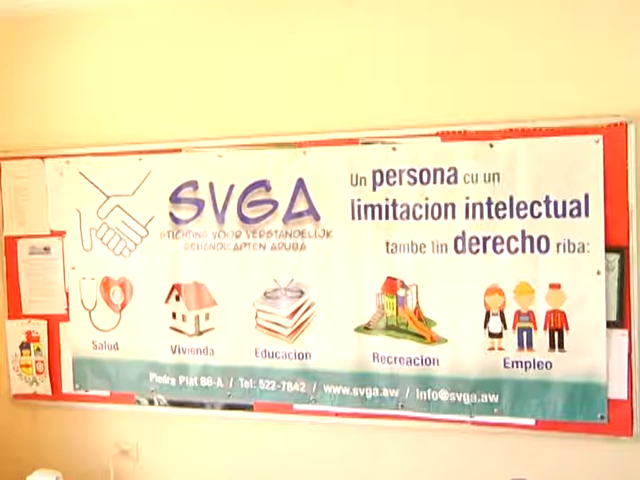 SVGA
STICHTING VOOR VERSTANDELIJK
GEHANDICAPTEN ARUBA
Un persona cu un
limitacion intelectual
tambe tin derecho riba:
Salud
Vivienda
Educacion
Recreacion
Empleo
Piedra Plat 86-A / Tel: 522-7842 / www.svga.aw / info@svga.aw